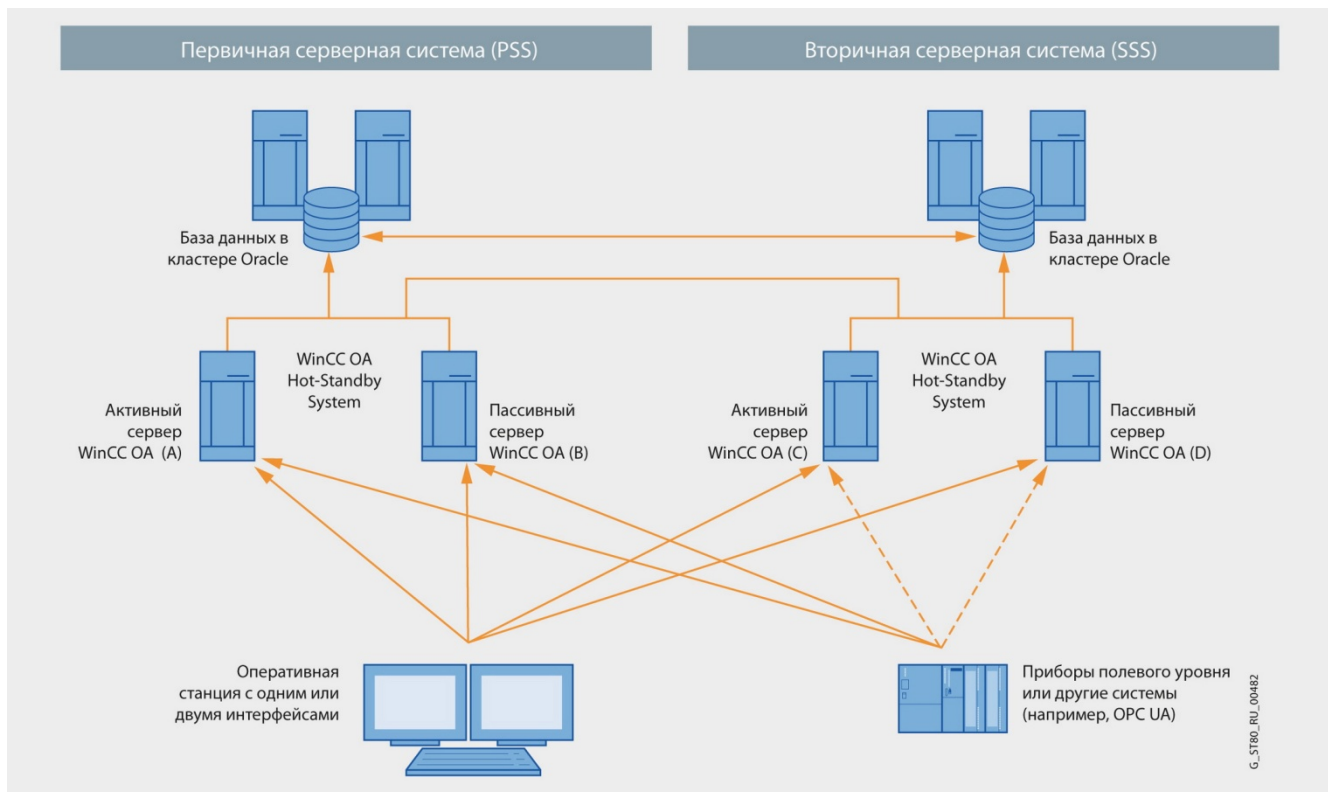 Первичная серверная система (PSS)
Вторичная серверная система (SSS)
База данных в
кластере Oracle
База данных в
кластере Oracle
WinCC OA
Hot-Standby
System
Активный
сервер
WinCC OA (A)
Пассивный
сервер
WinCC OA (B)
WinCC OA
Hot-Standby
System
Активный
сервер
WinCC OA (C)
Пассивный
сервер
WinCC OA (D)
Оперативная
станция с одним или
двумя интерфейсами
Приборы полевого уровня
или другие системы
(например, OPC UA)
G_ST80_RU_00482